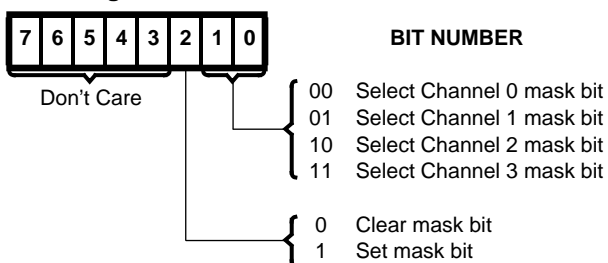 7 6 5 4 3 2 1 0 BIT NUMBER
Don't Care
00 Select Channel 0 mask bit
01 Select Channel 1 mask bit
10 Select Channel 2 mask bit
11 Select Channel 3 mask bit
0 Clear mask bit
1 Set mask bit